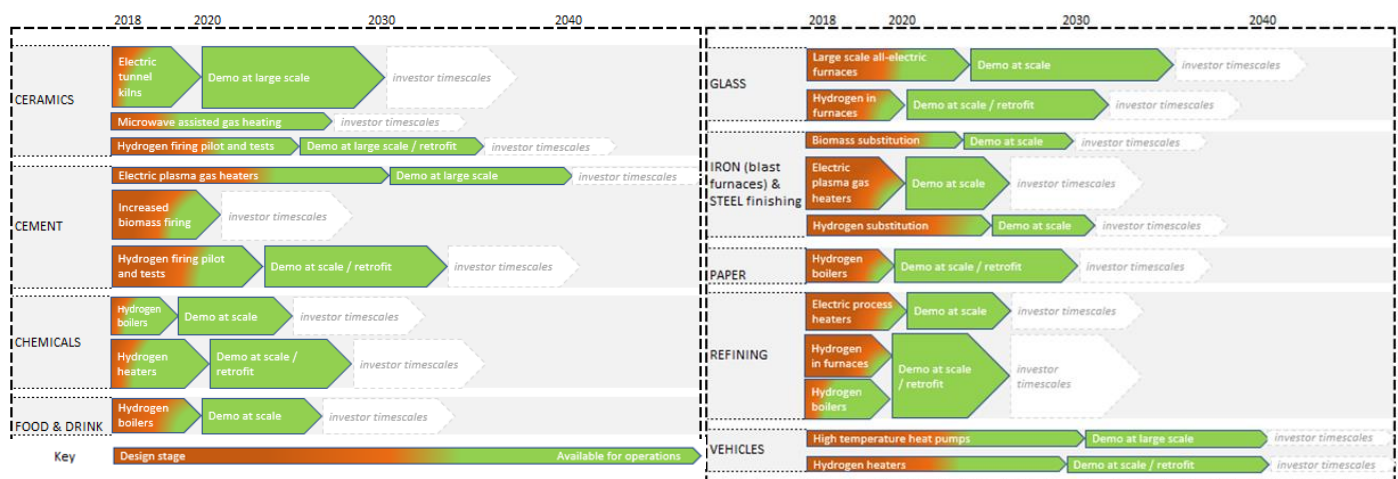 2018 2020 2030 2040
CERAMICS
Electric
tunnel
kilns
Demo at large scale
investor timescales
Microwave assisted gas heating
investor timescales
Hydrogen firing pilot and tests
Demo at large scale / retrofit
investor timescales
CEMENT
Electric plasma gas heaters
Demo at large scale
investor timescales
Increased
biomass firing
investor timescales
Hydrogen firing pilot
and tests
Demo at scale / retrofit
investor timescales
CHEMICALS
Hydrogen
boilers
Demo at scale
investor timescales
Hydrogen
heaters
Demo at scale /
retrofit
investor timescales
FOOD & DRINK
Hydrogen
boilers
Demo at scale
investor timescales
Key
Design stage
Available for operations
2018 2020 2030 2040
GLASS
Large scale all-electric
furnaces
Demo at scale
investor timescales
Hydrogen in
furnaces
Demo at scale / retrofit
investor timescales
IRON (blast
furnaces) &
STEEL finishing
Biomass substitution
Demo at scale
investor timescales
Electric
plasma gas
heaters
Demo at scale
investor timescales
Hydrogen substitution
Demo at scale
investor timescales
PAPER
Hydrogen
boilers
Demo at scale / retrofit
investor timescales
REFINING
Electric process
heaters
Demo at scale
investor timescales
Hydrogen
in furnaces
Hydrogen
boilers
Demo at scale
/ retrofit
investor
timescales
VEHICLES
High temperature heat pumps
Demo at large scale
investor timescales
Hydrogen heaters
Demo at scale / retrofit
investor timescales